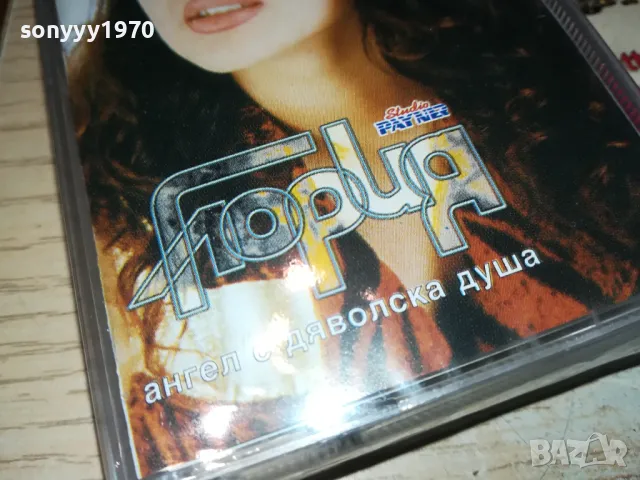 sonyyy1970
Studio
PAYNER
Глория
ангел с дяволска душа
BAZAR